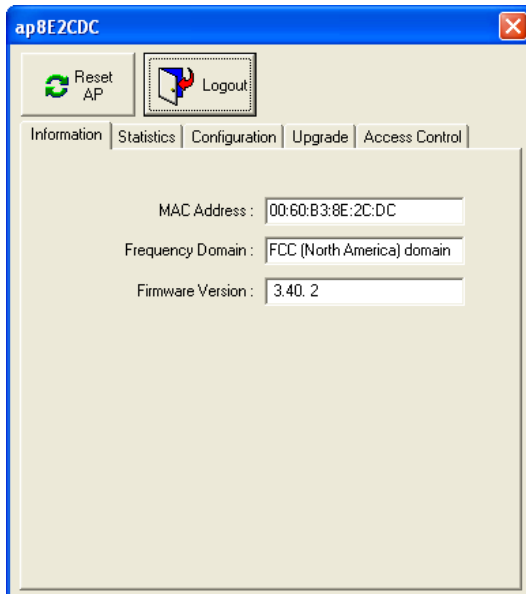 ap8E2CDC
Reset
AP
Logout
Information Statistics Configuration Upgrade Access Control
MAC Address : 00:60:B3:8E:2C:DC
Frequency Domain : FCC (North America) domain
Firmware Version : 3.40. 2